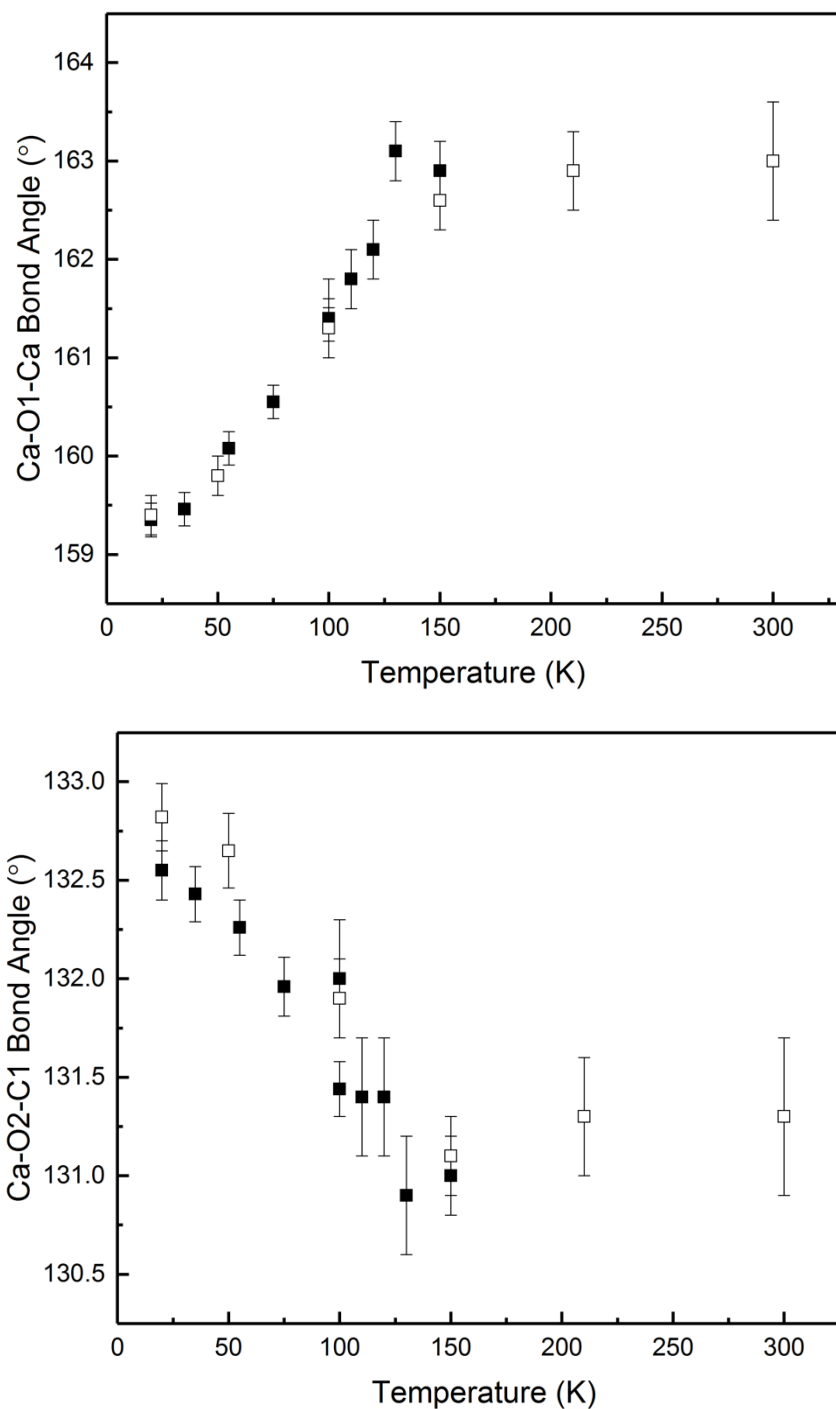 164
163
162
161
160
159
Ca-O1-Ca Bond Angle (°)
0 50 100 150 200 250 300
Temperature (K)
133.0
132.5
132.0
131.5
131.0
130.5
Ca-O2-C1 Bond Angle (°)
0 50 100 150 200 250 300
Temperature (K)